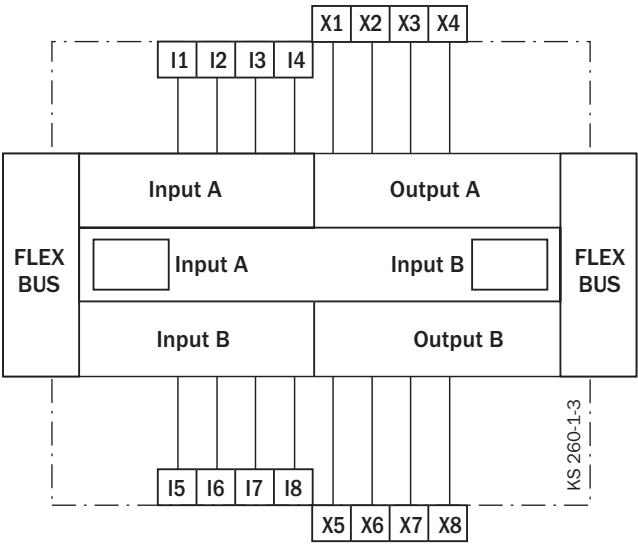 X1 X2 X3 X4
I1 I2 I3 I4
Input A Output A
FLEX BUS
Input A Input B
FLEX BUS
Input B Output B
KS 260-1-3
I5 I6 I7 I8
X5 X6 X7 X8